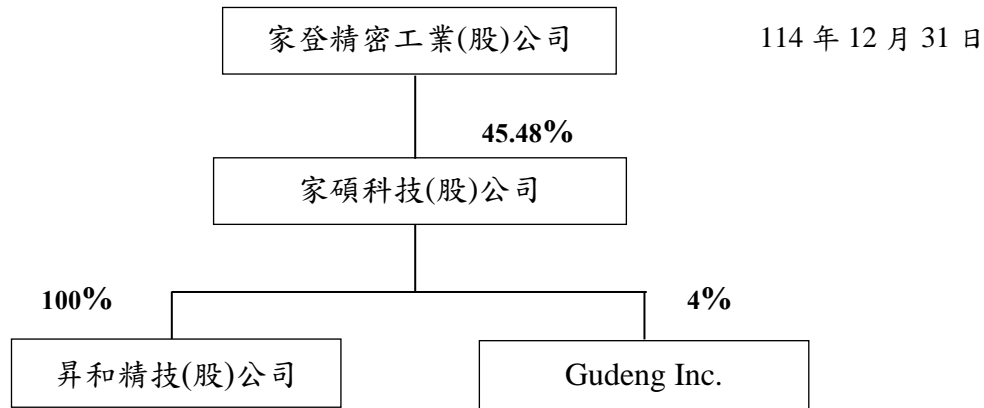 家登精密工業(股)公司
114 年 12 月 31 日
45.48%
家碩科技(股)公司
100%
4%
昇和精技(股)公司
Gudeng Inc.